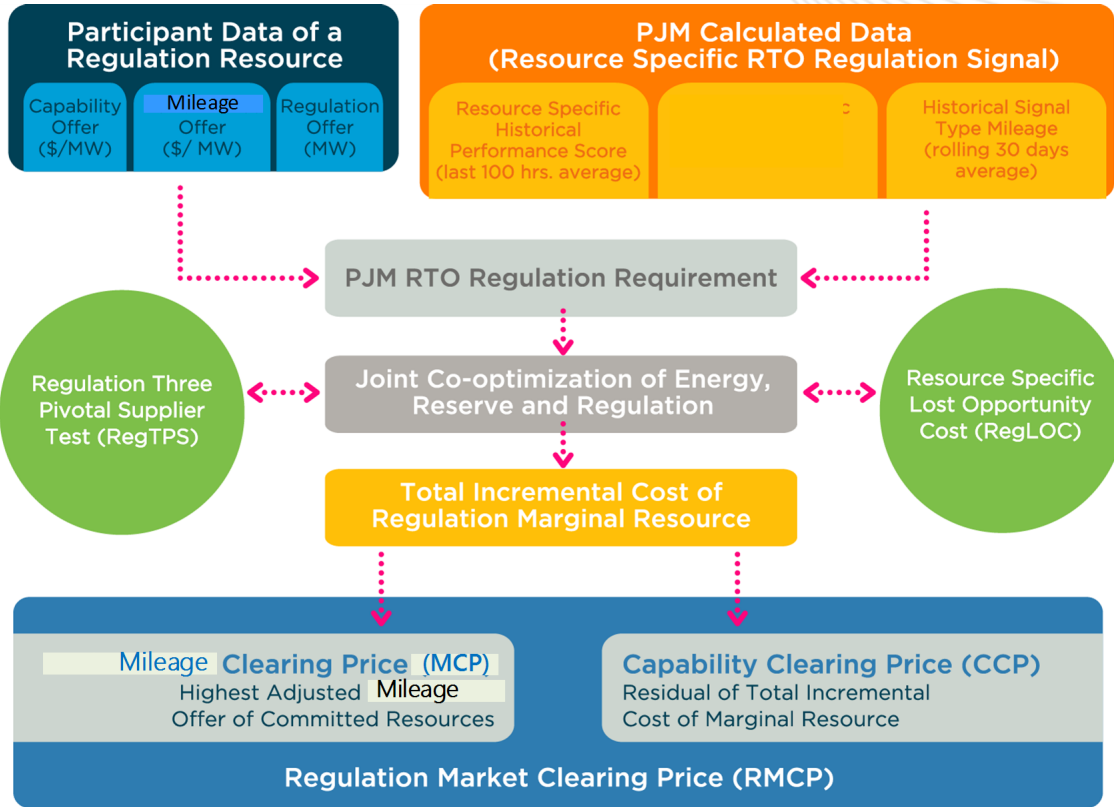 Participant Data of a
Regulation Resource
Capability
Offer
($/MW)
Mileage
Offer
($/ MW)
Regulation
Offer
(MW)
PJM Calculated Data
(Resource Specific RTO Regulation Signal)
Resource Specific
Historical
Performance Score
(last 100 hrs. average)
c
Historical Signal
Type Mileage
(rolling 30 days
average)
PJM RTO Regulation Requirement
Regulation Three
Pivotal Supplier
Test (RegTPS)
Joint Co-optimization of Energy,
Reserve and Regulation
Resource Specific
Lost Opportunity
Cost (RegLOC)
Total Incremental Cost of
Regulation Marginal Resource
Mileage Clearing Price (MCP)
Highest Adjusted Mileage
Offer of Committed Resources
Capability Clearing Price (CCP)
Residual of Total Incremental
Cost of Marginal Resource
Regulation Market Clearing Price (RMCP)